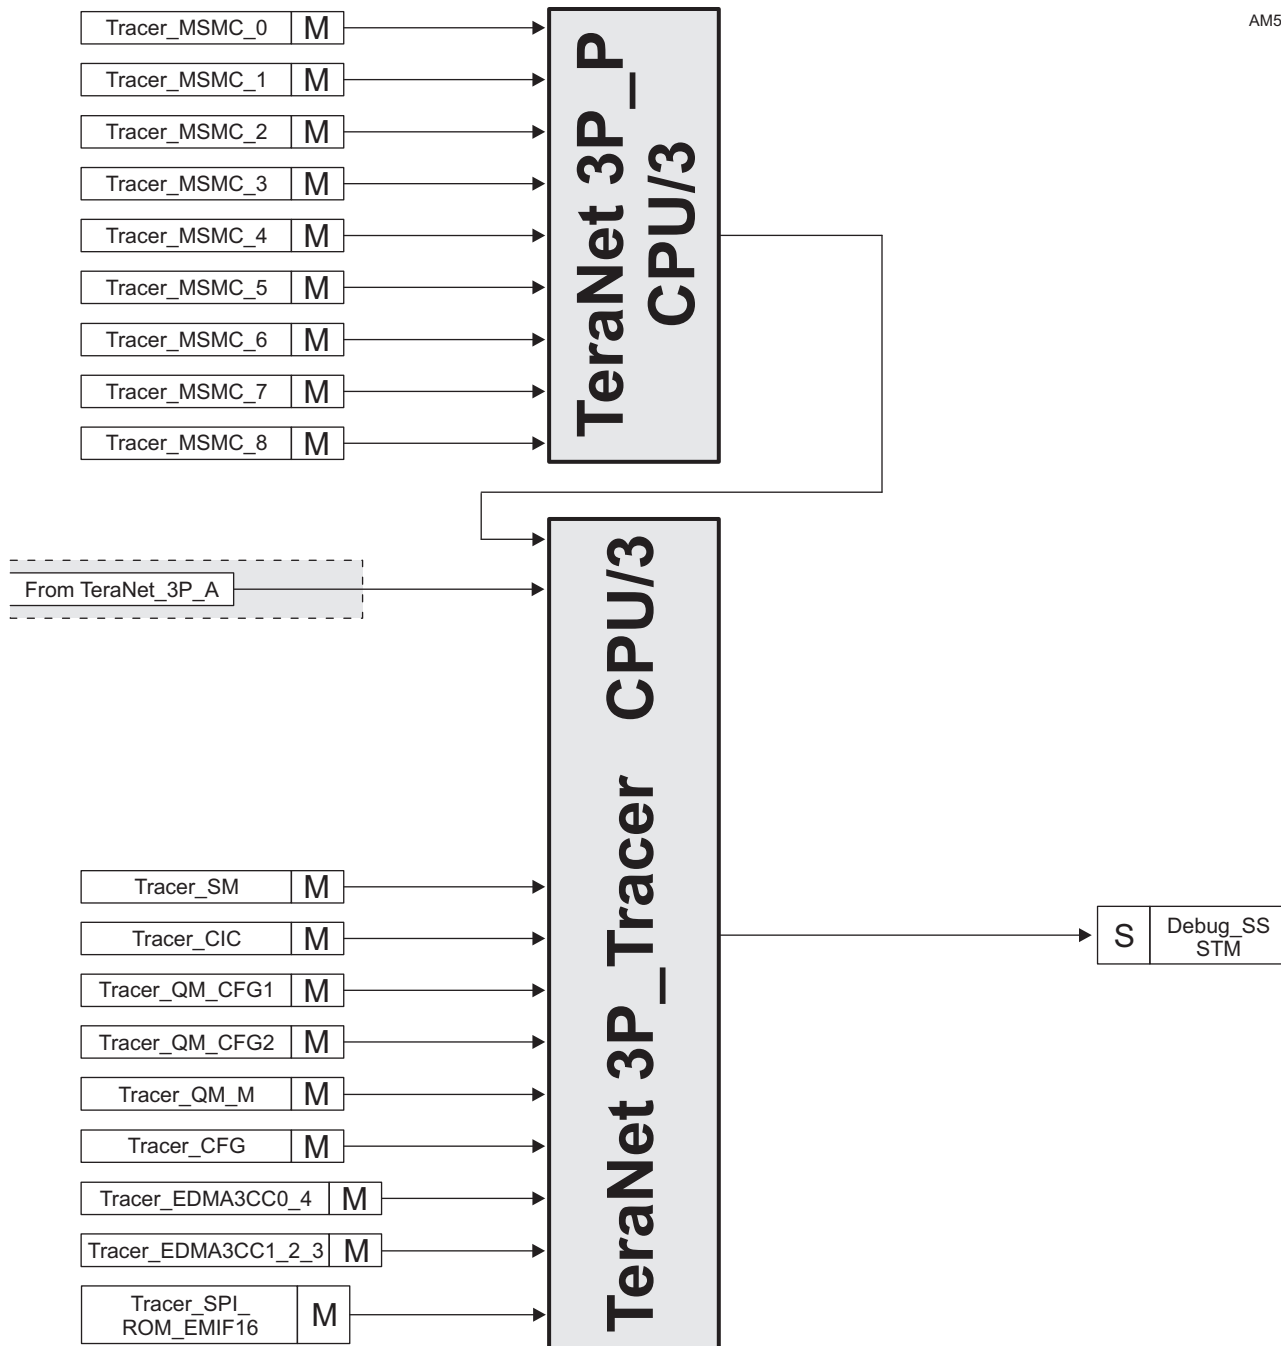 AM5
Tracer_MSMC_0 M
Tracer_MSMC_1 M
Tracer_MSMC_2 M
Tracer_MSMC_3 M
Tracer_MSMC_4 M
Tracer_MSMC_5 M
Tracer_MSMC_6 M
Tracer_MSMC_7 M
Tracer_MSMC_8 M
TeraNet 3P_P
CPU/3
From TeraNet_3P_A
Tracer_SM M
Tracer_CIC M
Tracer_QM_CFG1 M
Tracer_QM_CFG2 M
Tracer_QM_M M
Tracer_CFG M
Tracer_EDMA3CC0_4 M
Tracer_EDMA3CC1_2_3 M
Tracer_SPI_
ROM_EMIF16 M
TeraNet 3P_Tracer CPU/3
S Debug_SS
STM